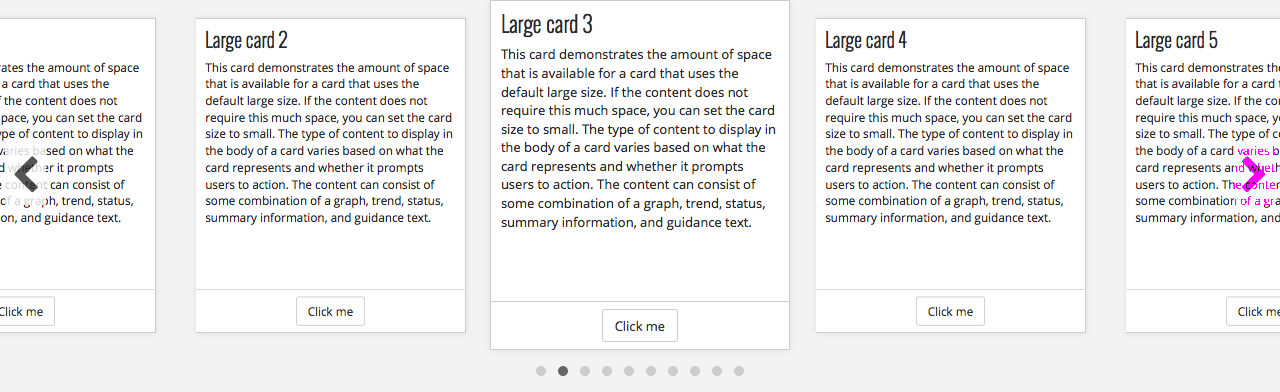 ates the amount of space
a card that uses the
f the content does not
pace, you can set the card
ype of content to display in
varies based on what the
d whether it prompts
content can consist of
of a graph, trend, status,
on, and guidance text.
Click me
Large card 2
This card demonstrates the amount of space
that is available for a card that uses the
default large size. If the content does not
require this much space, you can set the card
size to small. The type of content to display in
the body of a card varies based on what the
card represents and whether it prompts
users to action. The content can consist of
some combination of a graph, trend, status,
summary information, and guidance text.
Click me
Large card 3
This card demonstrates the amount of space
that is available for a card that uses the
default large size. If the content does not
require this much space, you can set the card
size to small. The type of content to display in
the body of a card varies based on what the
card represents and whether it prompts
users to action. The content can consist of
some combination of a graph, trend, status,
summary information, and guidance text.
Click me
Large card 4
This card demonstrates the amount of space
that is available for a card that uses the
default large size. If the content does not
require this much space, you can set the card
size to small. The type of content to display in
the body of a card varies based on what the
card represents and whether it prompts
users to action. The content can consist of
some combination of a graph, trend, status,
summary information, and guidance text.
Click me
Large card 5
This card demonstrates the
that is available for a ca
default large size. If the co
require this much space, y
size to small. The type of c
the body of a card varies b
card represents and wheth
users to action. The conter
some combination of a gra
summary information, and
Click me